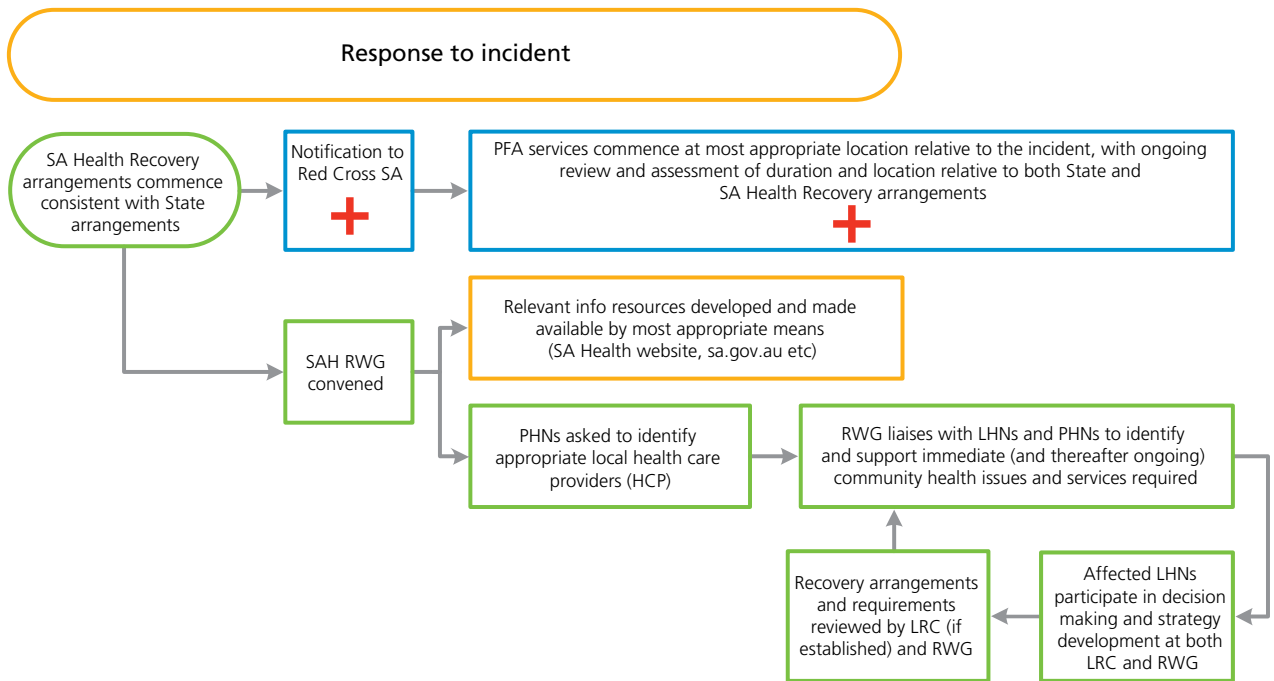 Response to incident
SA Health Recovery
arrangements commence
consistent with State
arrangements
Notification to
Red Cross SA
PFA services commence at most appropriate location relative to the incident, with ongoing
review and assessment of duration and location relative to both State and
SA Health Recovery arrangements
Relevant info resources developed and made
available by most appropriate means
(SA Health website, sa.gov.au etc)
SAH RWG
convened
PHNs asked to identify
appropriate local health care
providers (HCP)
RWG liaises with LHNs and PHNs to identify
and support immediate (and thereafter ongoing)
community health issues and services required
Recovery arrangements
and requirements
reviewed by LRC (if
established) and RWG
Affected LHNs
participate in decision
making and strategy
development at both
LRC and RWG